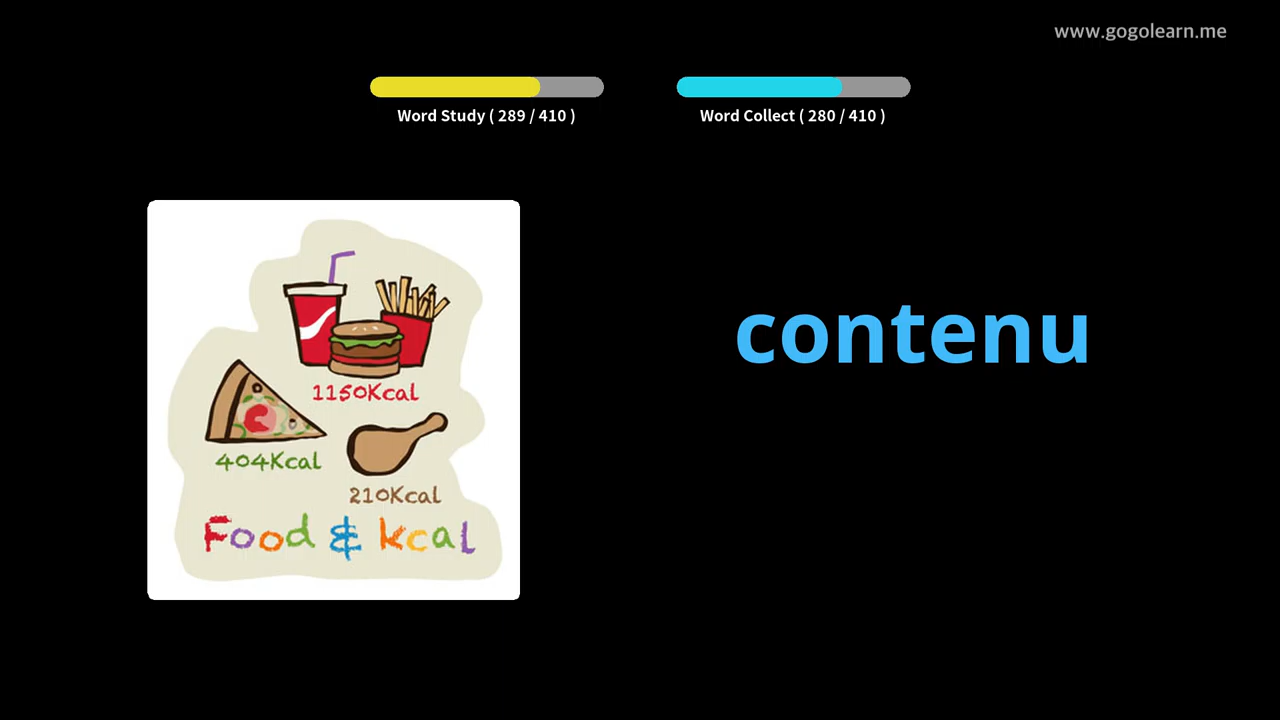 www.gogolearn.me
Word Study ( 289 / 410 )
Word Collect ( 280 / 410 )
contenu
1150Kcal
404Kcal
210Kcal
Food & kcal